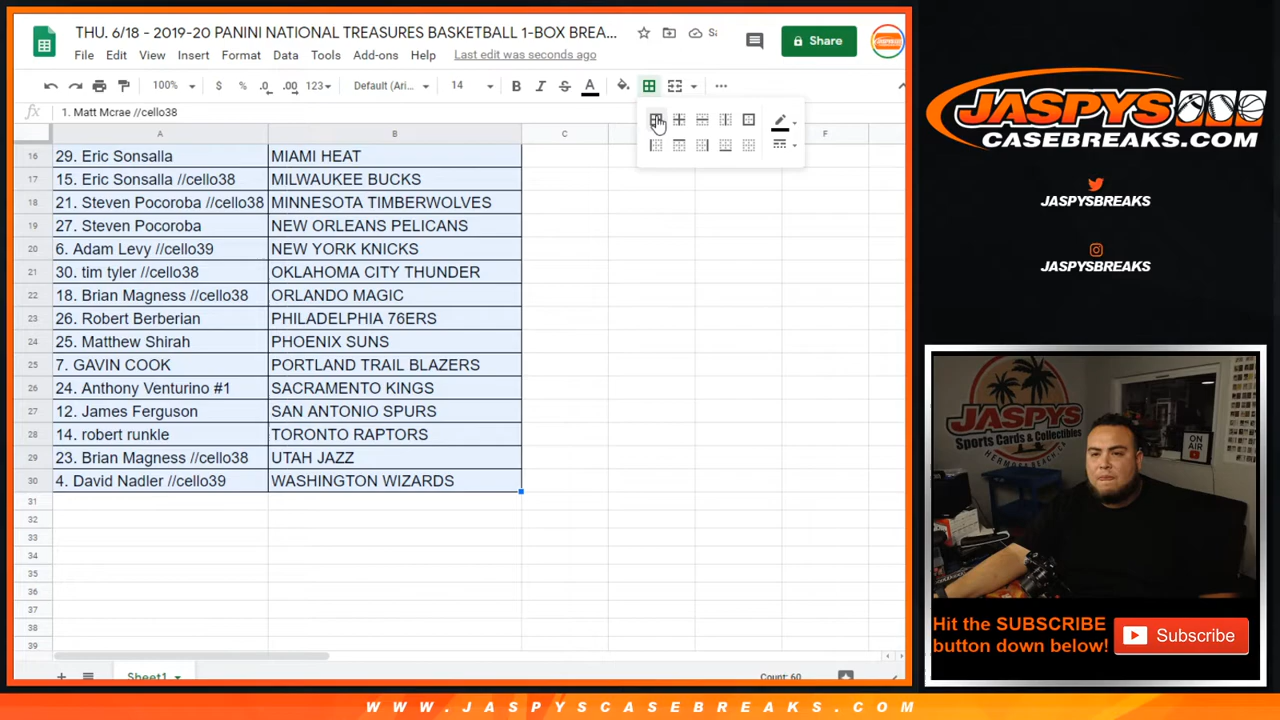 THU. 6/18 - 2019-20 PANINI NATIONAL TREASURES BASKETBALL 1-BOX BREA...
File Edit View Insert Format Data Tools Add-ons Help Last edit was seconds ago
Share
100% $ % .0 .00 123 Default (Ari... 14 B I S A
fx 1. Matt Mcrae //cello38
A B C F
16 29. Eric Sonsalla MIAMI HEAT
17 15. Eric Sonsalla //cello38 MILWAUKEE BUCKS
18 21. Steven Pocoroba //cello38 MINNESOTA TIMBERWOLVES
19 27. Steven Pocoroba NEW ORLEANS PELICANS
20 6. Adam Levy //cello39 NEW YORK KNICKS
21 30. tim tyler //cello38 OKLAHOMA CITY THUNDER
22 18. Brian Magness //cello38 ORLANDO MAGIC
23 26. Robert Berberian PHILADELPHIA 76ERS
24 25. Matthew Shirah PHOENIX SUNS
25 7. GAVIN COOK PORTLAND TRAIL BLAZERS
26 24. Anthony Venturino #1 SACRAMENTO KINGS
27 12. James Ferguson SAN ANTONIO SPURS
28 14. robert runkle TORONTO RAPTORS
29 23. Brian Magness //cello38 UTAH JAZZ
30 4. David Nadler //cello39 WASHINGTON WIZARDS
31
32
33
34
35
36
37
38
39
Sheet1
Count: 60
JASPYS
CASEBREAKS.COM
JASPYSBREAKS
JASPYSBREAKS
JASPYS
Sports Cards & Collectibles
HERMOSA BEACH, CA
ON AIR
Hit the SUBSCRIBE
button down below!
Subscribe
WWW.JASPYSCASEBREAKS.COM